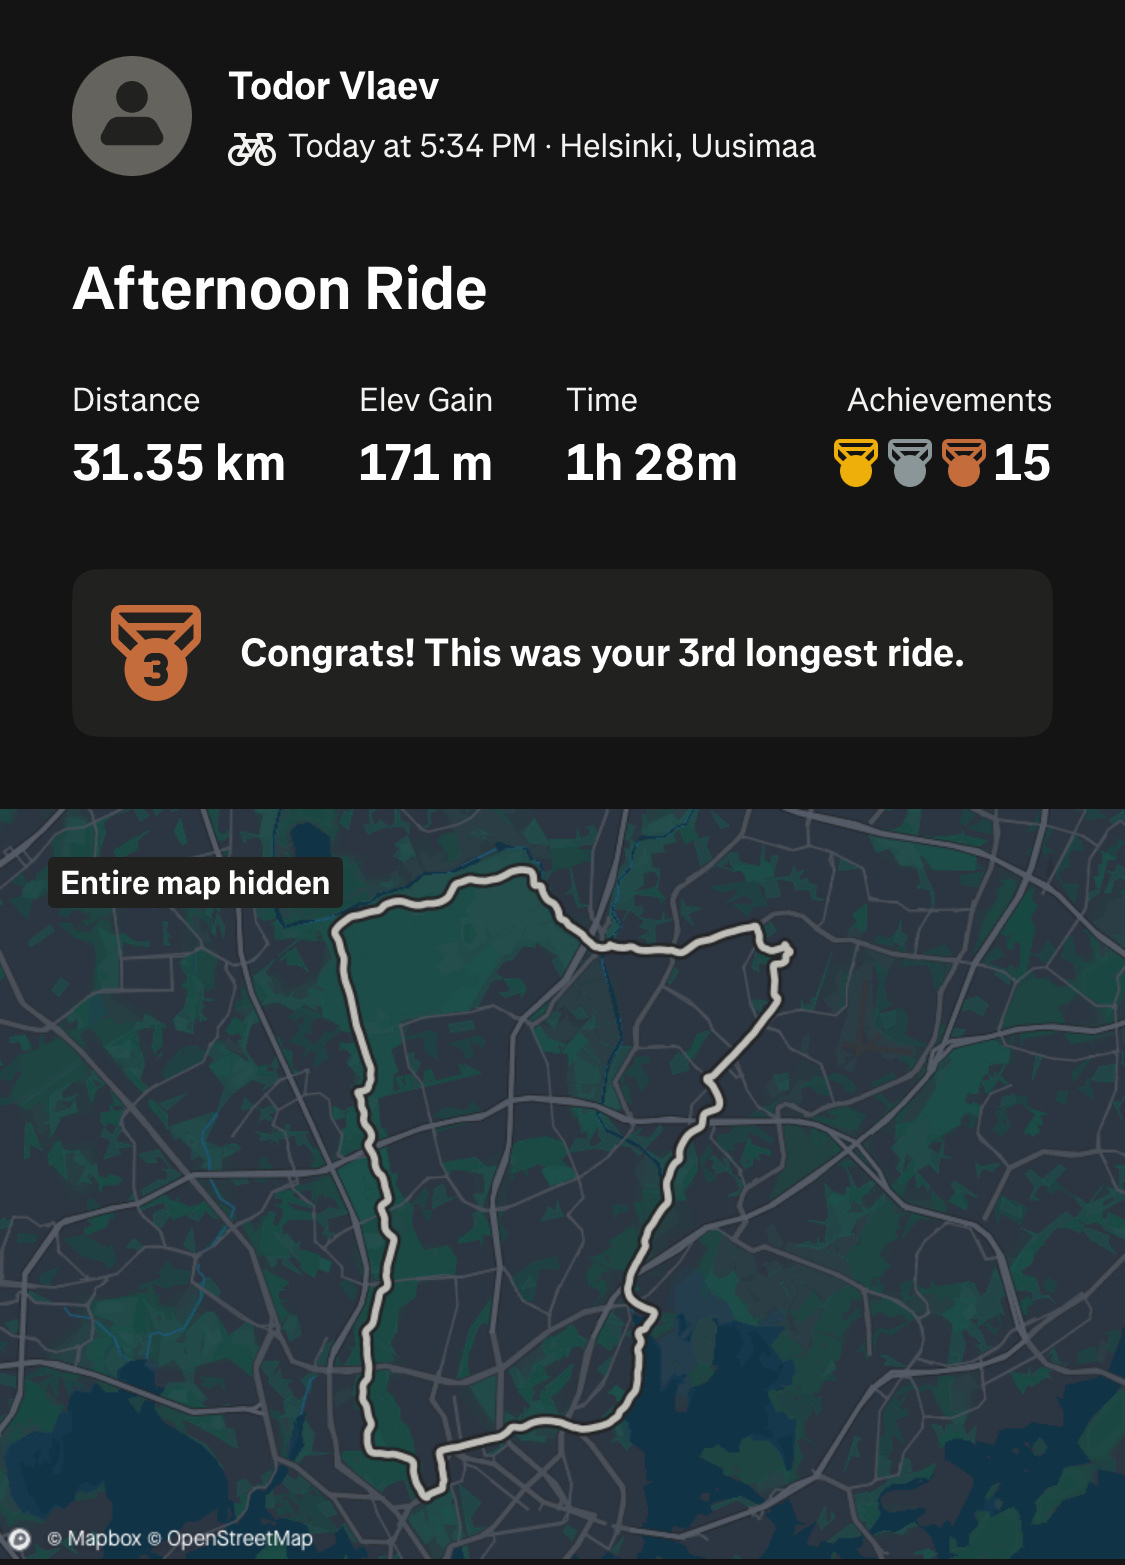 Todor Vlaev
Today at 5:34 PM · Helsinki, Uusimaa
Afternoon Ride
Distance Elev Gain Time Achievements
31.35 km 171 m 1h 28m 15
3 Congrats! This was your 3rd longest ride.
Entire map hidden
© Mapbox © OpenStreetMap